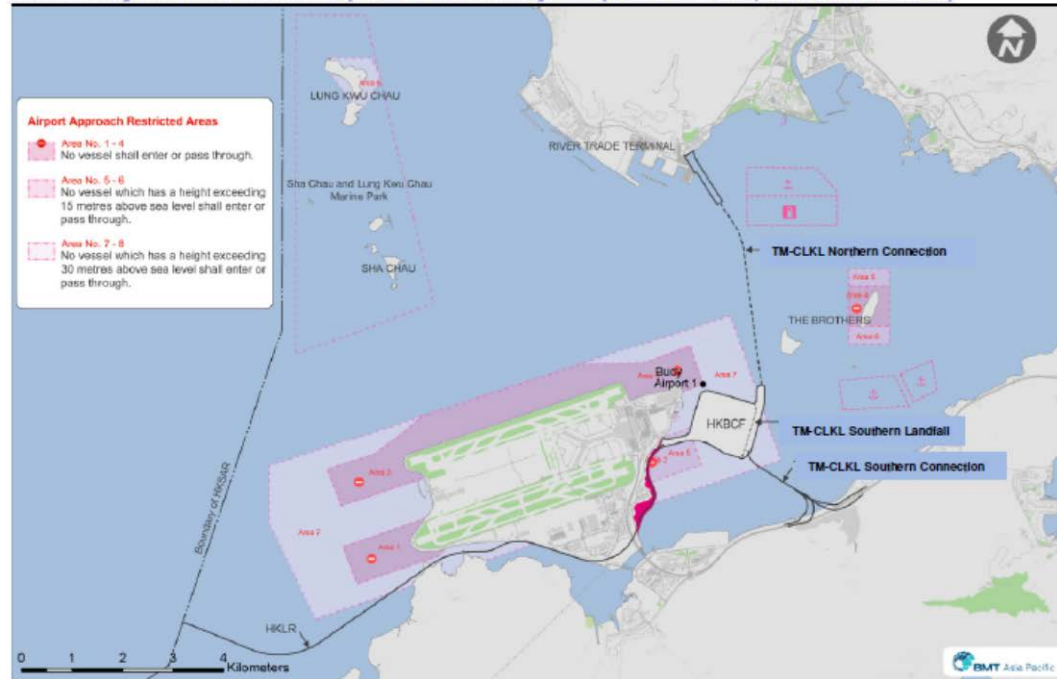 Airport Approach Restricted Areas
Area No. 1 - 4
No vessel shall enter or pass through.
Area No. 5 - 6
No vessel which has a height exceeding
15 metres above sea level shall enter or
pass through.
Area No. 7 - 8
No vessel which has a height exceeding
30 metres above sea level shall enter or
pass through.
N
LUNG KWU CHAU
RIVER TRADE TERMINAL
Sha Chau and Lung Kwu Chau
Marine Park
SHA CHAU
TM-CLKL Northern Connection
THE BROTHERS
Buoy
Airport 1
Area 7
HKBCF
TM-CLKL Southern Landfall
Area 5
TM-CLKL Southern Connection
Area 7
Area 1
Boundary of HKSAR
HKLR
0 1 2 3 4
Kilometers
BMT Asia Pacific